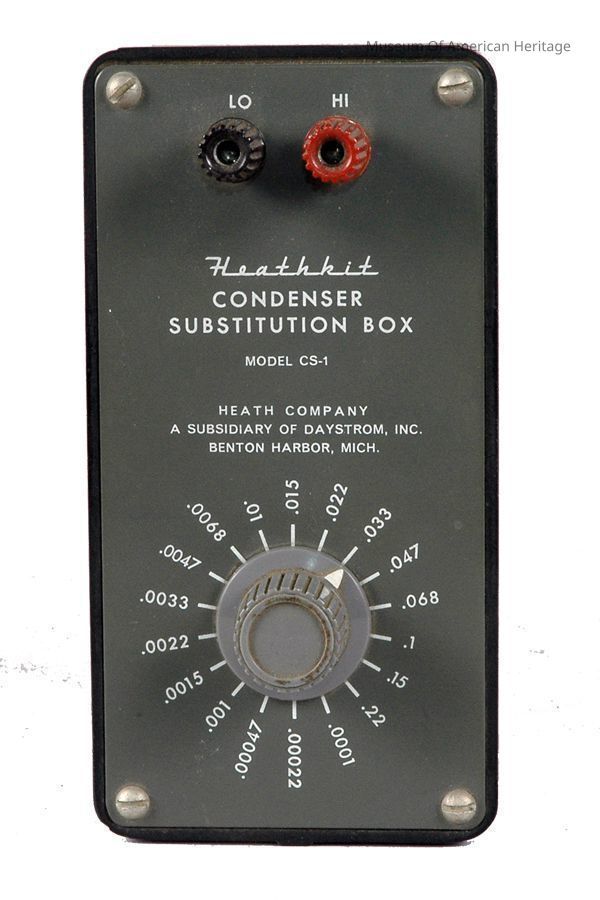 Museum Of American Heritage
LO HI
Heathkit
CONDENSER
SUBSTITUTION BOX
MODEL CS-1
HEATH COMPANY
A SUBSIDIARY OF DAYSTROM, INC.
BENTON HARBOR, MICH.
.0001
.00022
.00047
.001
.0015
.0022
.0033
.0047
.0068
.01
.015
.022
.033
.047
.068
.1
.15
.22